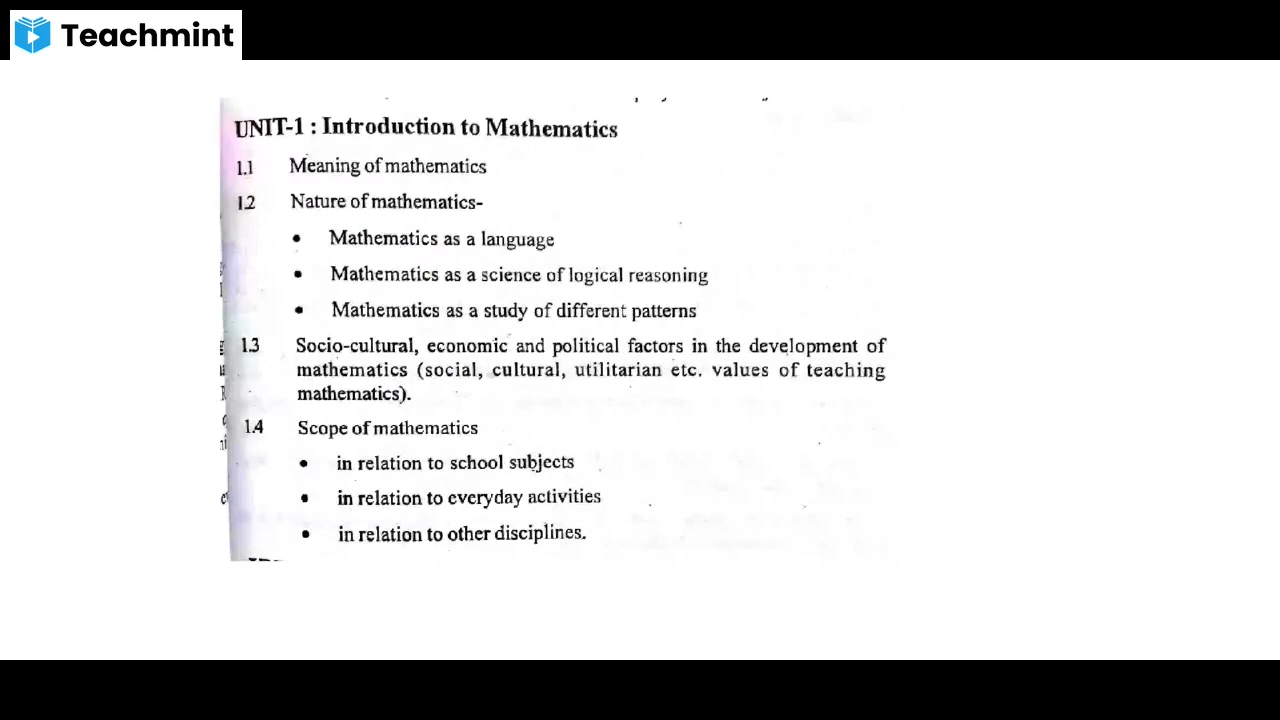 Teachmint
UNIT-1 : Introduction to Mathematics
1.1 Meaning of mathematics
1.2 Nature of mathematics-
• Mathematics as a language
• Mathematics as a science of logical reasoning
• Mathematics as a study of different patterns
1.3 Socio-cultural, economic and political factors in the development of
mathematics (social, cultural, utilitarian etc. values of teaching
mathematics).
1.4 Scope of mathematics
• in relation to school subjects
• in relation to everyday activities
• in relation to other disciplines.